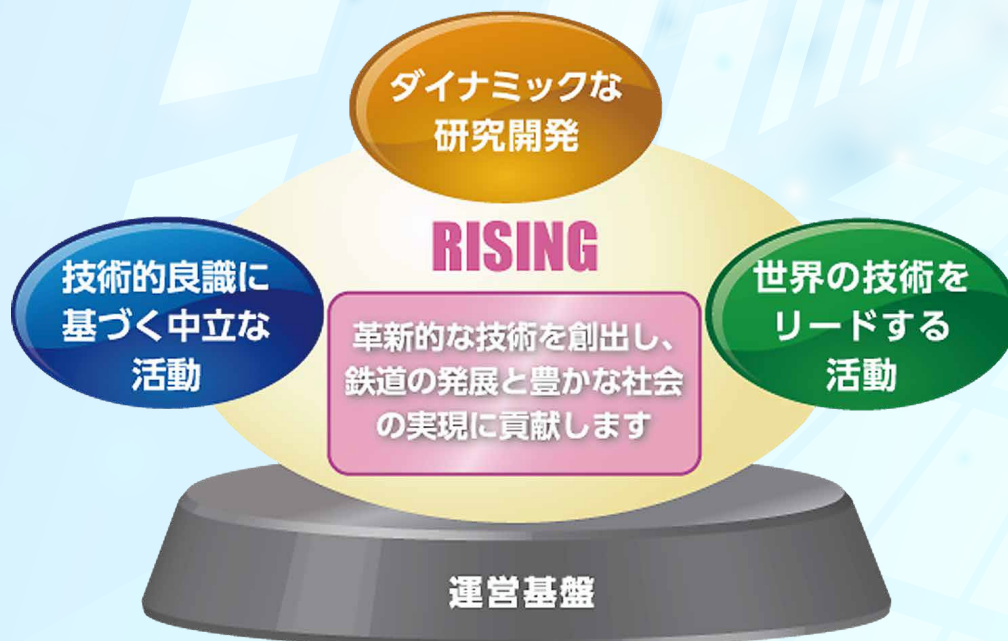 ダイナミックな
研究開発
RISING
技術的良識に
基づく中立な
活動
革新的な技術を創出し、
鉄道の発展と豊かな社会
の実現に貢献します
世界の技術を
リードする
活動
運営基盤